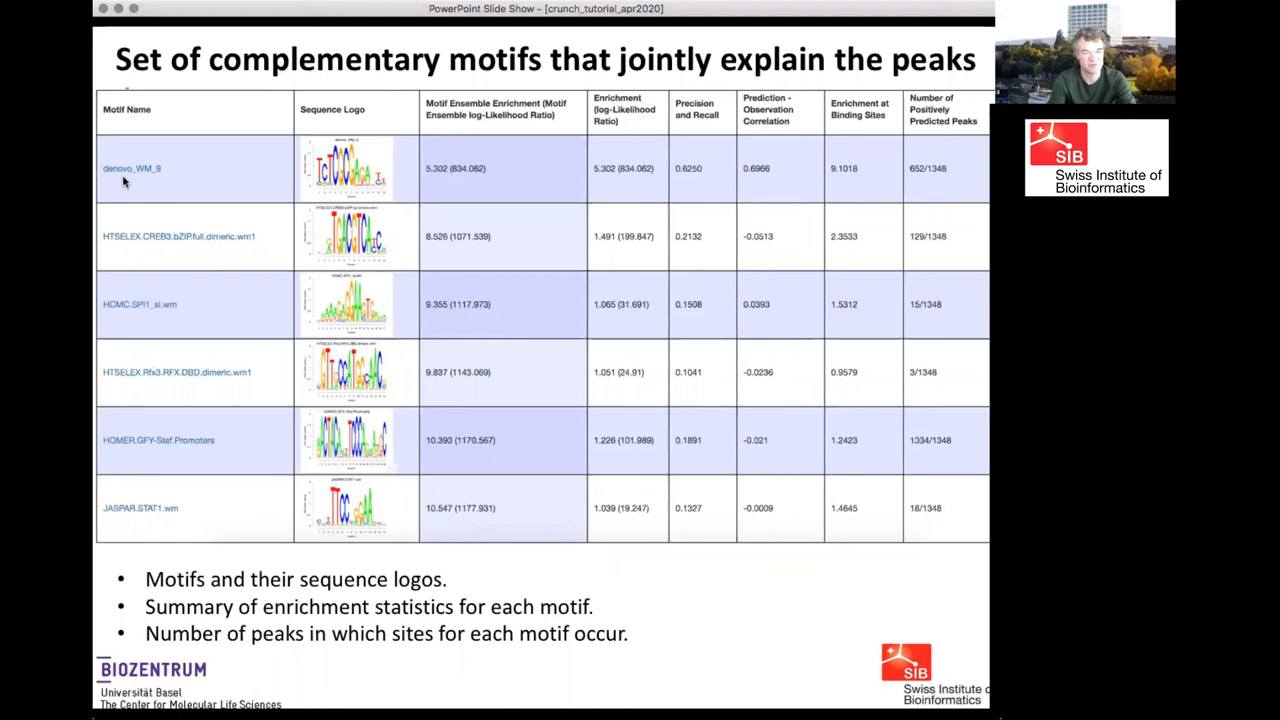 PowerPoint Slide Show - [crunch_tutorial_apr2020]
Set of complementary motifs that jointly explain the peaks
Motif Name
Sequence Logo
Motif Ensemble Enrichment (Motif
Ensemble log-Likelihood Ratio)
Enrichment
(log-Likelihood
Ratio)
Precision
and Recall
Prediction -
Observation
Correlation
Enrichment at
Binding Sites
Number of
Positively
Predicted Peaks
denovo_WM_9
denovo_WM_9
5.302 (834.062)
5.302 (834.062)
0.6250
0.6966
9.1018
652/1348
HTSELEX.CREB3.bZIP.full.dimeric.wm1
8.526 (1071.539)
1.491 (199.847)
0.2132
-0.0513
2.3533
129/1348
HCMC.SPI1_si.wm
9.355 (1117.973)
1.065 (31.691)
0.1508
0.0393
1.5312
15/1348
HTSELEX.Rfx3.RFX.DBD.dimeric.wm1
9.837 (1143.069)
1.051 (24.91)
0.1041
-0.0236
0.9579
3/1348
HOMER.GFY-Staf.Promoters
10.393 (1170.567)
1.226 (101.989)
0.1891
-0.021
1.2423
1334/1348
JASPAR.STAT1.wm
JASPAR.STAT1.wm
10.547 (1177.931)
1.039 (19.247)
0.1327
-0.0009
1.4645
18/1348
• Motifs and their sequence logos.
• Summary of enrichment statistics for each motif.
• Number of peaks in which sites for each motif occur.
BIOZENTRUM
Universität Basel
The Center for Molecular Life Sciences
SIB
Swiss Institute o
Bioinformatics
SIB
Swiss Institute of
Bioinformatics